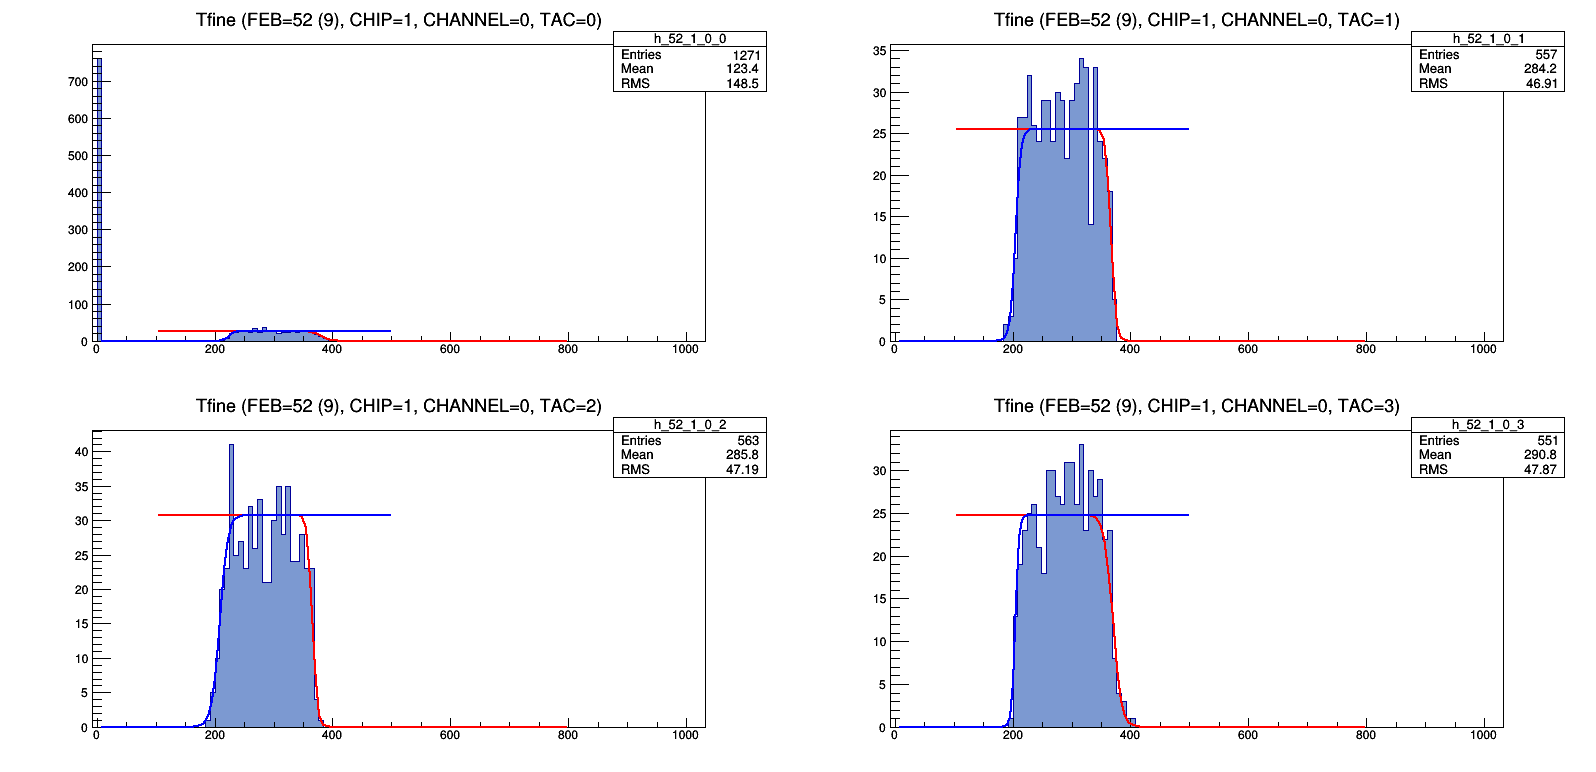 Tfine (FEB=52 (9), CHIP=1, CHANNEL=0, TAC=0)
h_52_1_0_0
Entries 1271
Mean 123.4
RMS 148.5
700
600
500
400
300
200
100
0
0 200 400 600 800 1000
Tfine (FEB=52 (9), CHIP=1, CHANNEL=0, TAC=1)
h_52_1_0_1
Entries 557
Mean 284.2
RMS 46.91
35
30
25
20
15
10
5
0
0 200 400 600 800 1000
Tfine (FEB=52 (9), CHIP=1, CHANNEL=0, TAC=2)
h_52_1_0_2
Entries 563
Mean 285.8
RMS 47.19
40
35
30
25
20
15
10
5
0
0 200 400 600 800 1000
Tfine (FEB=52 (9), CHIP=1, CHANNEL=0, TAC=3)
h_52_1_0_3
Entries 551
Mean 290.8
RMS 47.87
30
25
20
15
10
5
0
0 200 400 600 800 1000